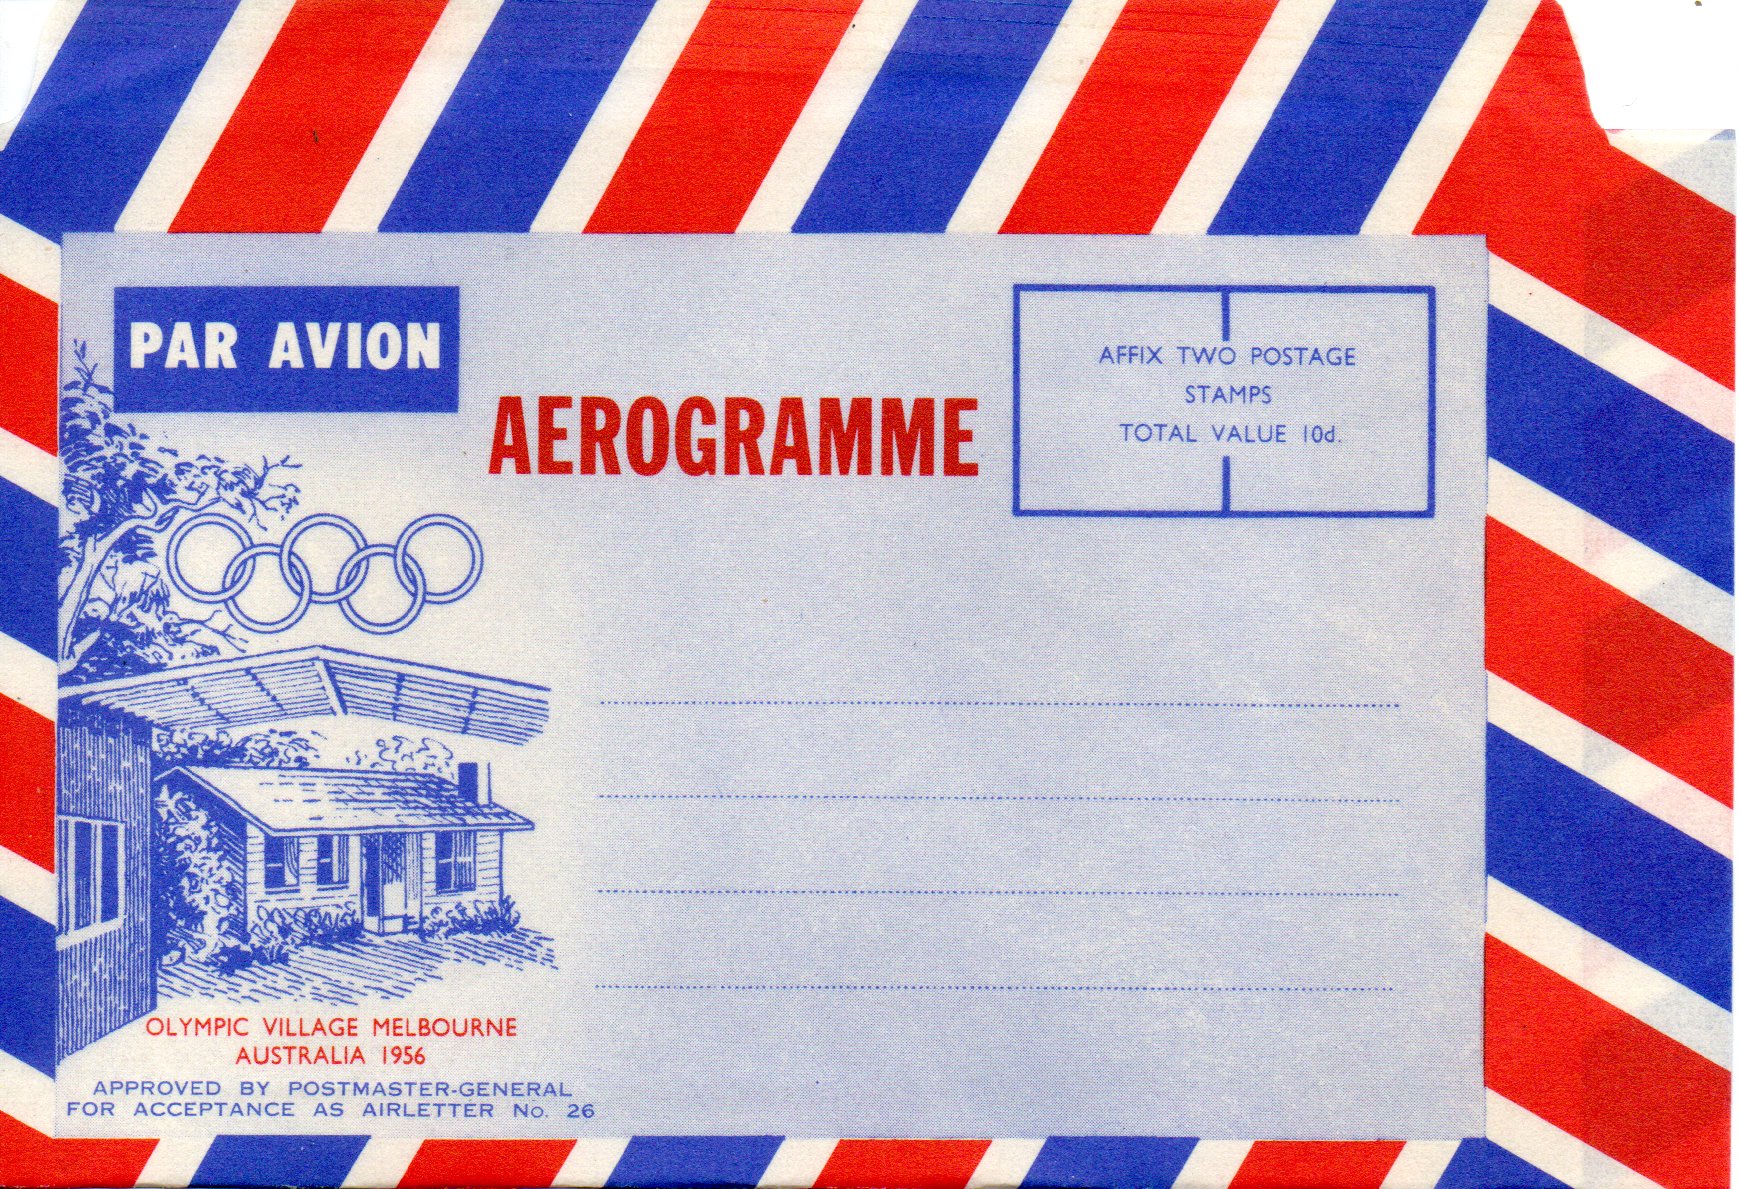 PAR AVION
AEROGRAMME
AFFIX TWO POSTAGE
STAMPS
TOTAL VALUE 10d.
OLYMPIC VILLAGE MELBOURNE
AUSTRALIA 1956
APPROVED BY POSTMASTER-GENERAL
FOR ACCEPTANCE AS AIRLETTER No. 26